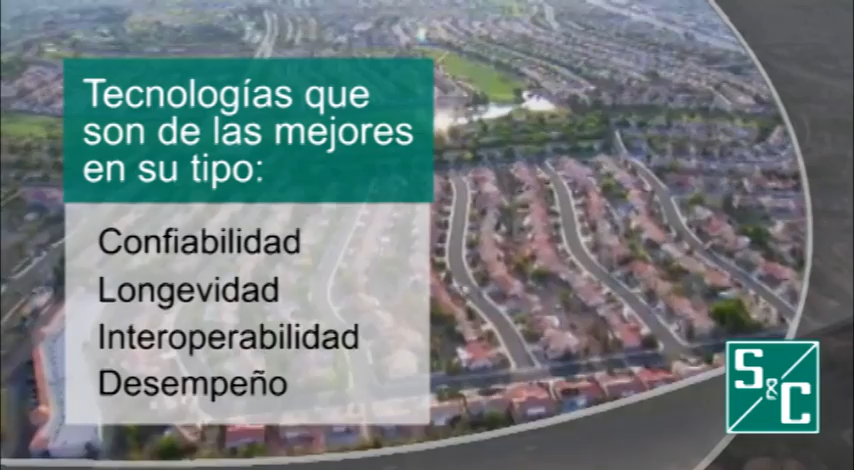 Tecnologías que
son de las mejores
en su tipo:
Confiabilidad
Longevidad
Interoperabilidad
Desempeño
S&C